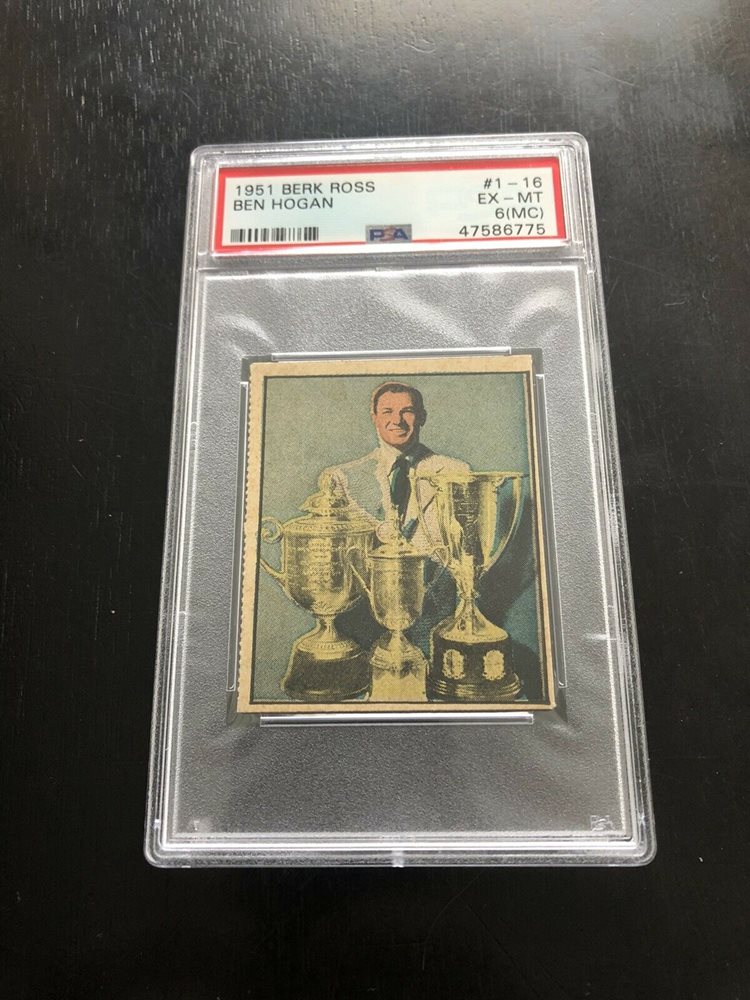 1951 BERK ROSS #1-16
BEN HOGAN EX-MT
6(MC)
PSA 47586775